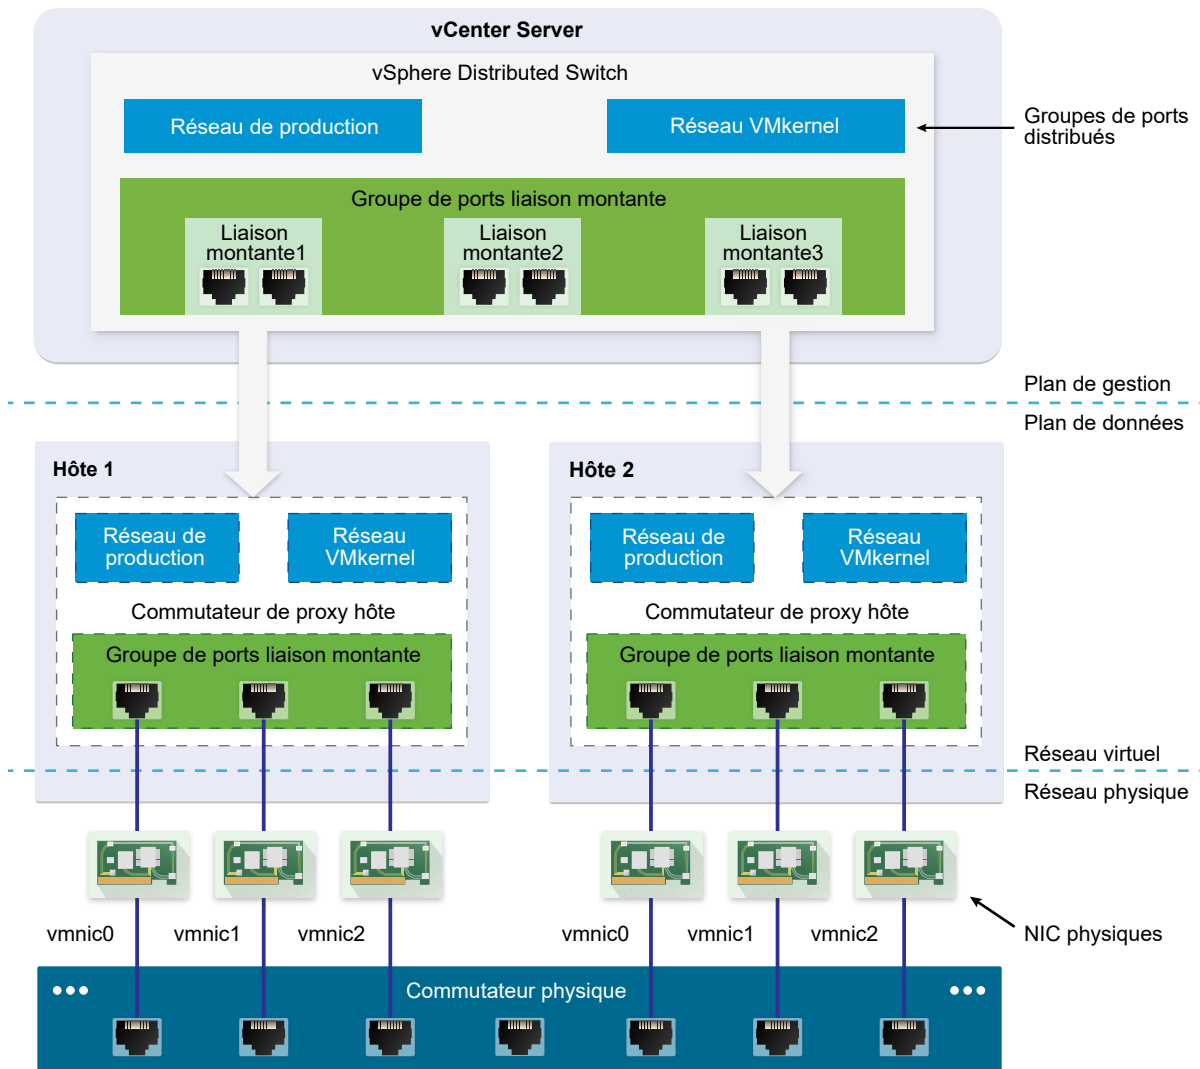 vCenter Server
vSphere Distributed Switch
Réseau de production
Réseau VMkernel
Groupes de ports
distribués
Groupe de ports liaison montante
Liaison
montante1
Liaison
montante2
Liaison
montante3
Plan de gestion
Plan de données
Hôte 1
Réseau de
production
Réseau
VMkernel
Commutateur de proxy hôte
Groupe de ports liaison montante
Hôte 2
Réseau de
production
Réseau
VMkernel
Commutateur de proxy hôte
Groupe de ports liaison montante
Réseau virtuel
Réseau physique
vmnic0
vmnic1
vmnic2
vmnic0
vmnic1
vmnic2
NIC physiques
Commutateur physique